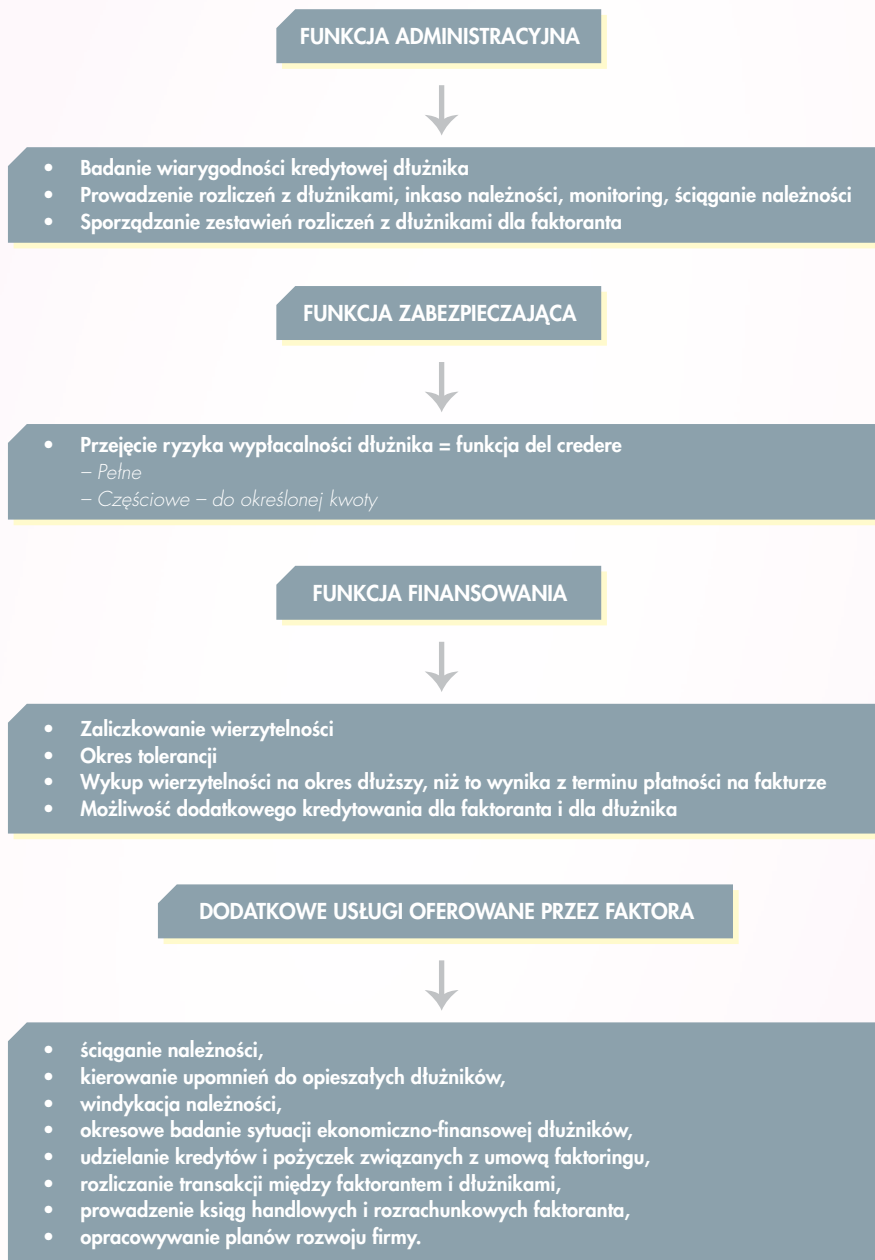 FUNKCJA ADMINISTRACYJNA
• Badanie wiarygodności kredytowej dłużnika
• Prowadzenie rozliczeń z dłużnikami, inkaso należności, monitoring, ściąganie należności
• Sporządzanie zestawień rozliczeń z dłużnikami dla faktoranta
FUNKCJA ZABEZPIECZAJĄCA
• Przejęcie ryzyka wypłacalności dłużnika = funkcja del credere
– Pełne
– Częściowe – do określonej kwoty
FUNKCJA FINANSOWANIA
• Zaliczkowanie wierzytelności
• Okres tolerancji
• Wykup wierzytelności na okres dłuższy, niż to wynika z terminu płatności na fakturze
• Możliwość dodatkowego kredytowania dla faktoranta i dla dłużnika
DODATKOWE USŁUGI OFEROWANE PRZEZ FAKTORA
• ściąganie należności,
• kierowanie upomnień do opieszałych dłużników,
• windykacja należności,
• okresowe badanie sytuacji ekonomiczno-finansowej dłużników,
• udzielanie kredytów i pożyczek związanych z umową faktoringu,
• rozliczanie transakcji między faktorantem i dłużnikami,
• prowadzenie ksiąg handlowych i rozrachunkowych faktoranta,
• opracowywanie planów rozwoju firmy.